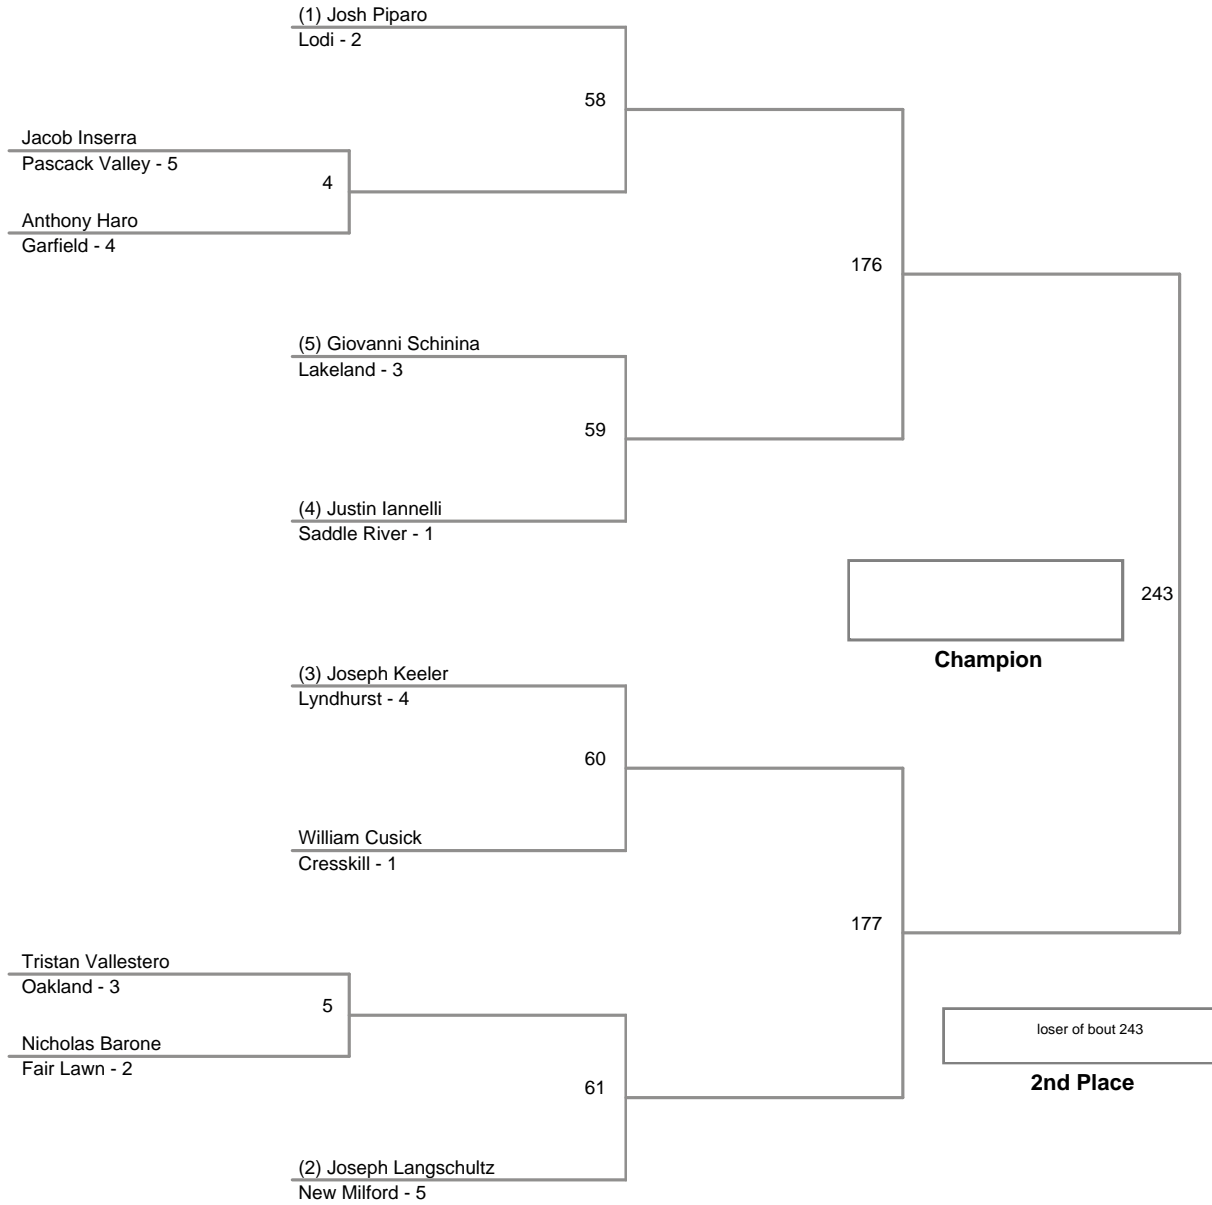 (1) Josh Piparo
Lodi - 2
58
Jacob Inserra
Pascack Valley - 5
4
Anthony Haro
Garfield - 4
176
(5) Giovanni Schinina
Lakeland - 3
59
(4) Justin Iannelli
Saddle River - 1
243
Champion
(3) Joseph Keeler
Lyndhurst - 4
60
William Cusick
Cresskill - 1
177
Tristan Vallestero
Oakland - 3
5
Nicholas Barone
Fair Lawn - 2
loser of bout 243
2nd Place
61
(2) Joseph Langschultz
New Milford - 5